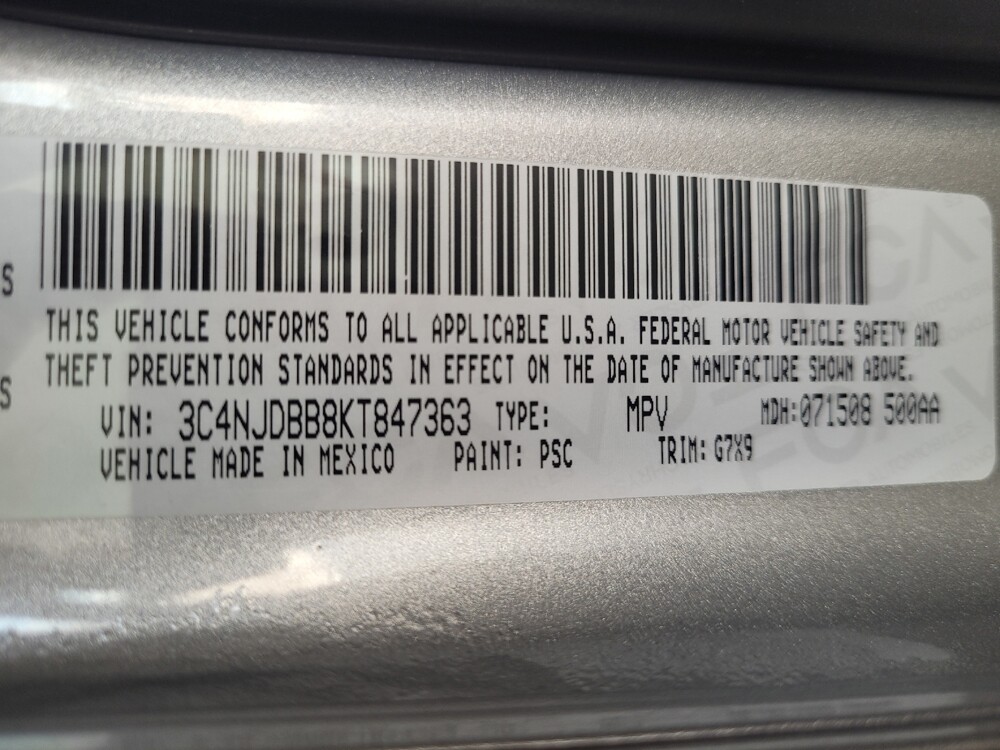 S
THIS VEHICLE CONFORMS TO ALL APPLICABLE U.S.A. FEDERAL MOTOR VEHICLE SAFETY AND
THEFT PREVENTION STANDARDS IN EFFECT ON THE DATE OF MANUFACTURE SHOWN ABOVE.
S
VIN: 3C4NJDBB8KT847363 TYPE: MPV MDH:071508 500AA
VEHICLE MADE IN MEXICO PAINT: PSC TRIM: G7X9